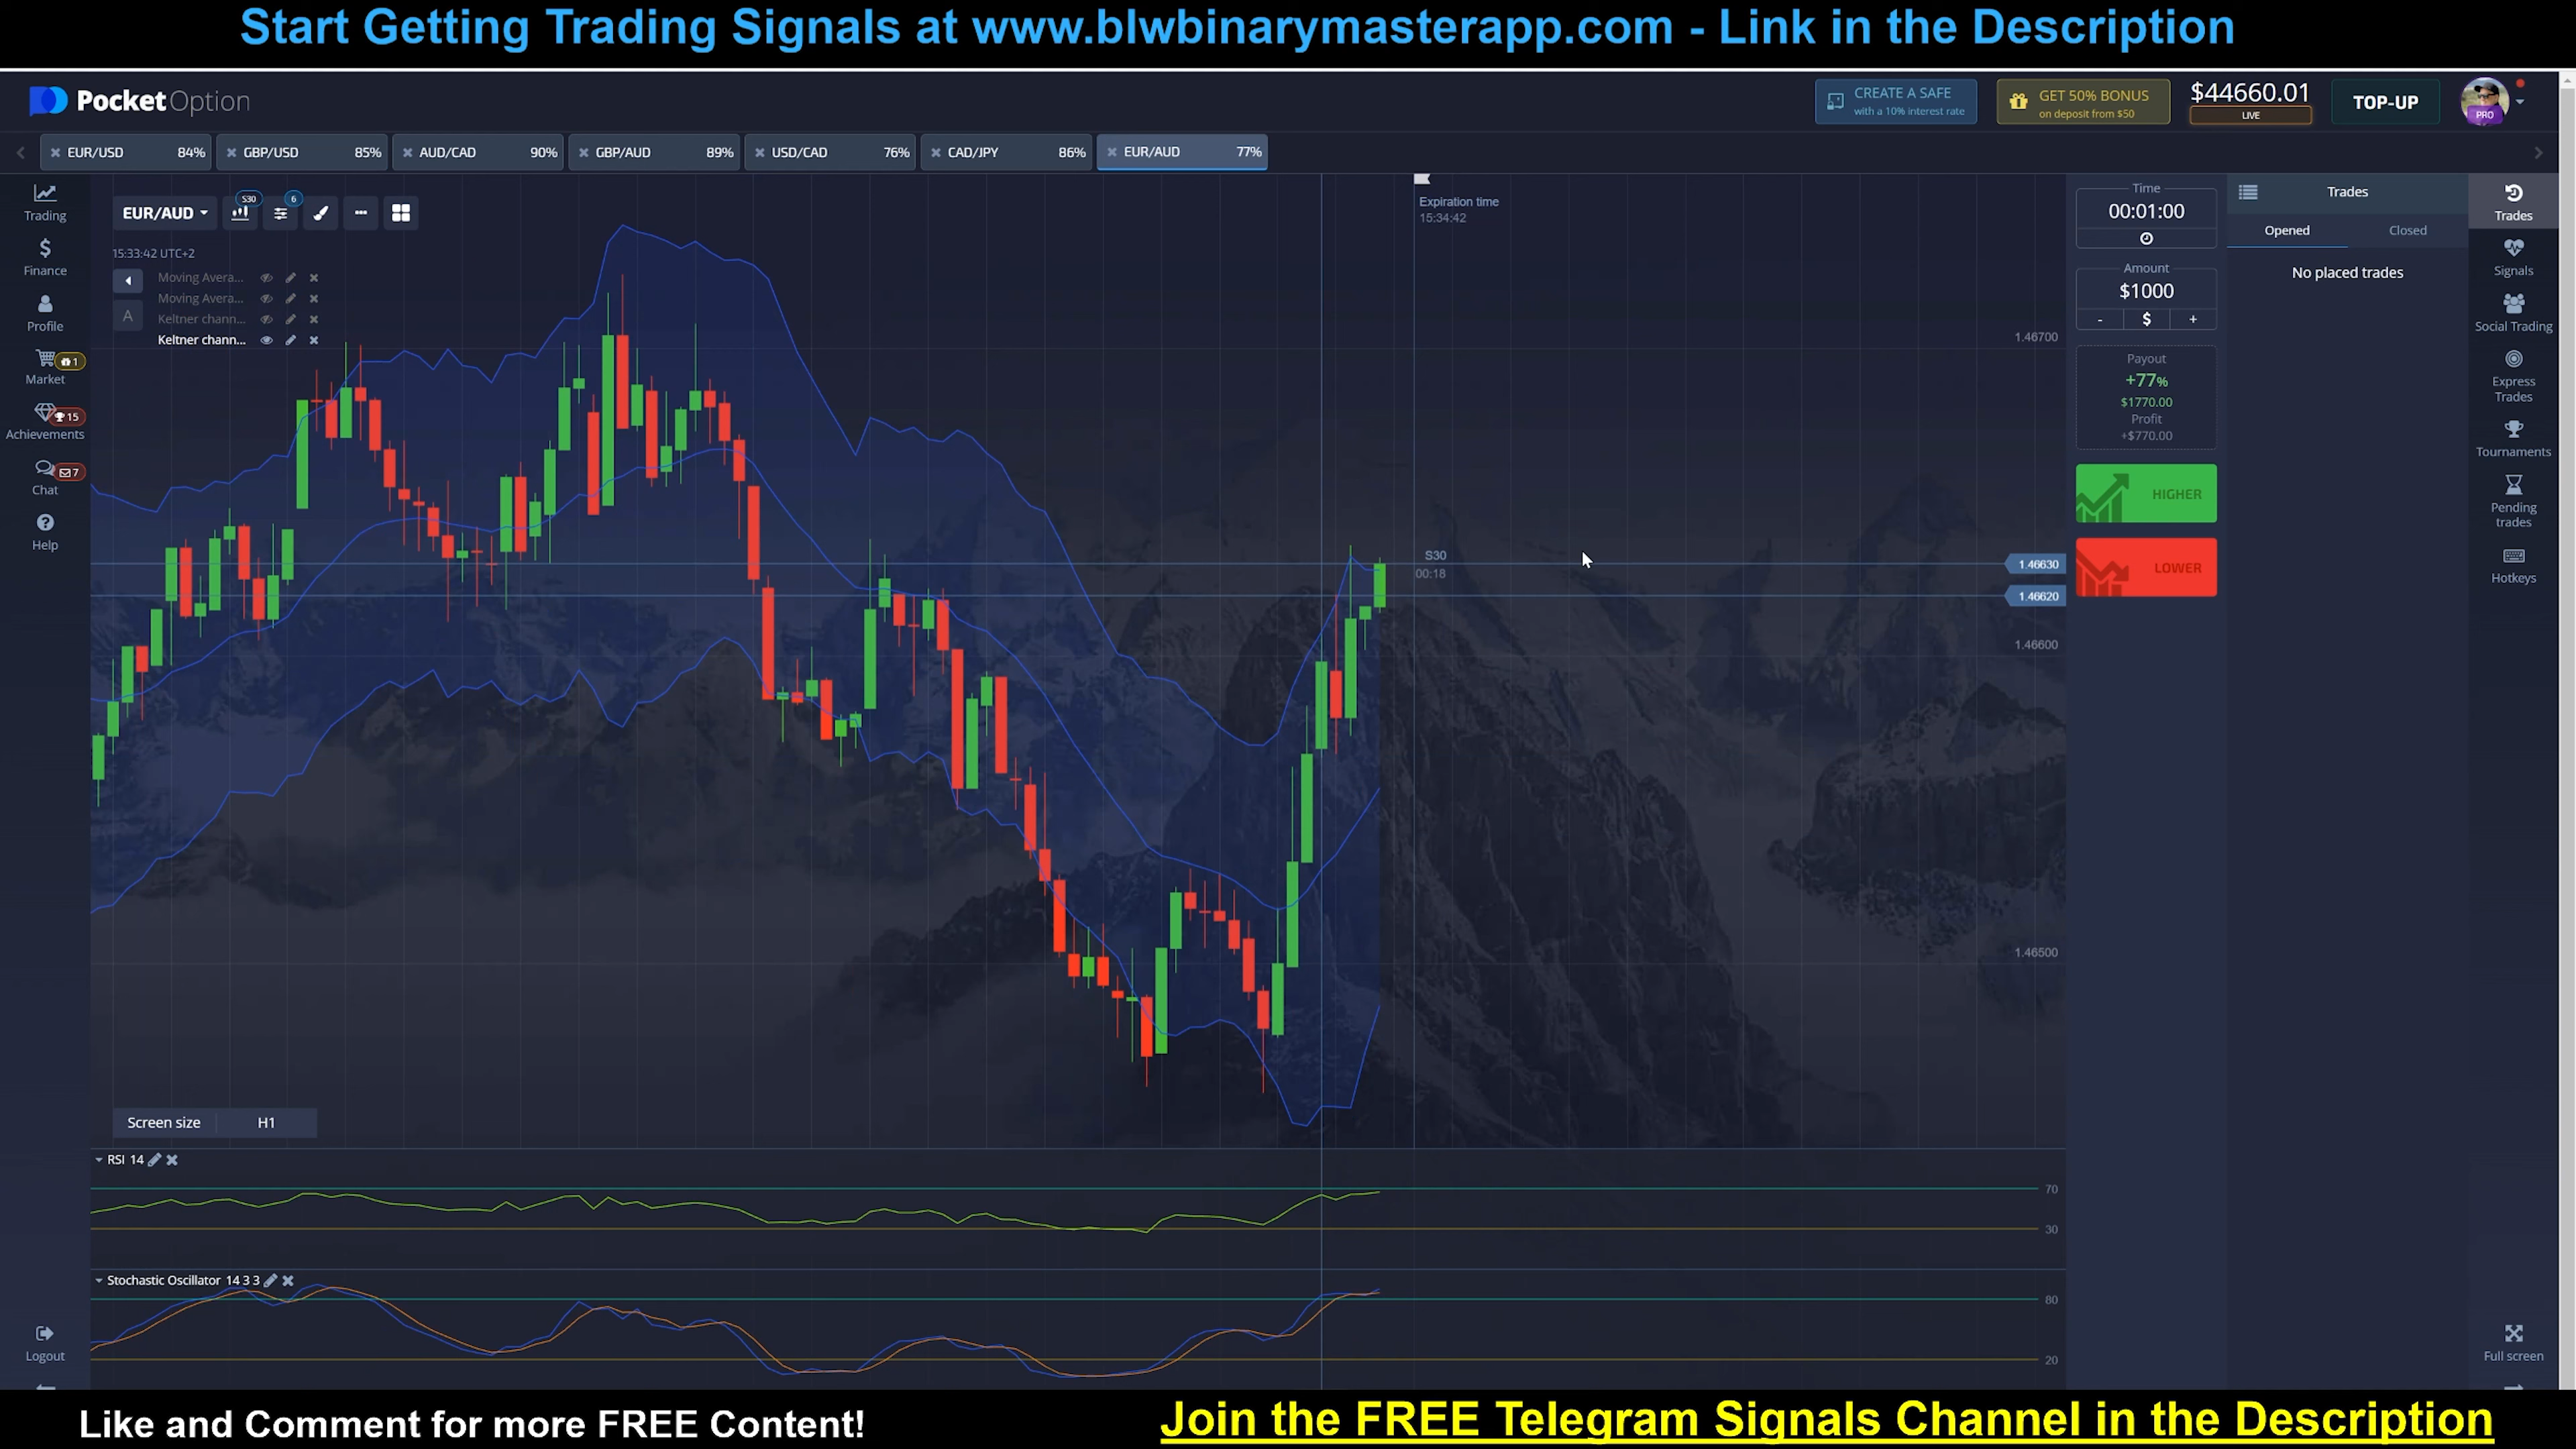 Start Getting Trading Signals at www.blwbinarymasterapp.com - Link in the Description
PocketOption
CREATE A SAFE
with a 10% interest rate
GET 50% BONUS
on deposit from $50
$44660.01
LIVE
TOP-UP
PRO
EUR/USD 84%
GBP/USD 85%
AUD/CAD 90%
GBP/AUD 89%
USD/CAD 76%
CAD/JPY 86%
EUR/AUD 77%
Trading
Finance
Profile
Market
1
Achievements
15
Chat
7
Help
Logout
EUR/AUD
S30
6
15:33:42 UTC+2
Moving Avera...
Moving Avera...
Keltner chann...
Keltner chann...
A
Expiration time
15:34:42
S30
00:18
1.46700
1.46630
1.46620
1.46600
1.46500
Screen size H1
RSI 14
70
30
Stochastic Oscillator 14 3 3
80
20
Time
00:01:00
Amount
$1000
- $ +
Payout
+77%
$1770.00
Profit
+$770.00
HIGHER
LOWER
Trades
Opened Closed
No placed trades
Trades
Signals
Social Trading
Express
Trades
Tournaments
Pending
trades
Hotkeys
Full screen
Like and Comment for more FREE Content!
Join the FREE Telegram Signals Channel in the Description